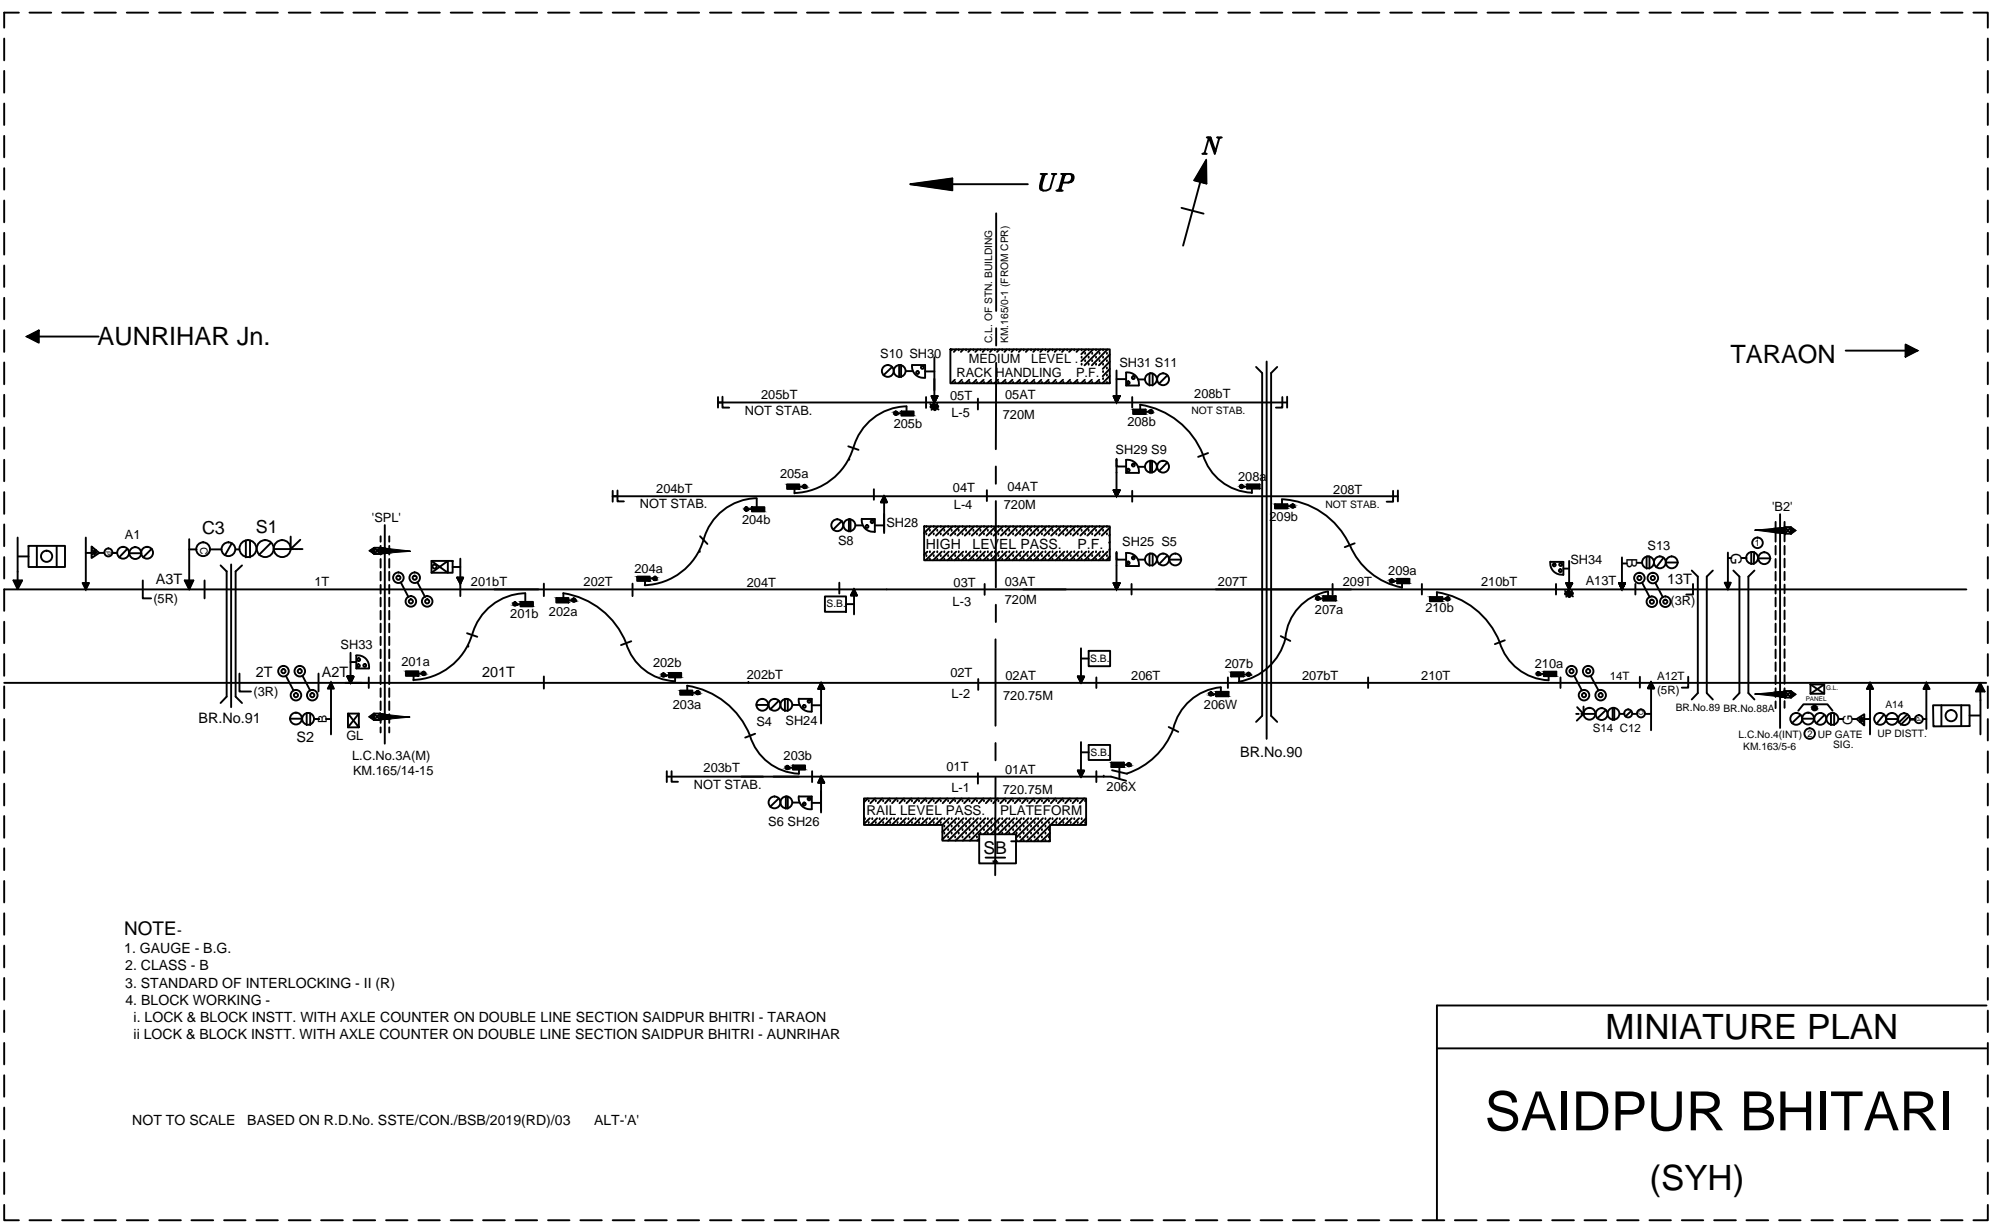 N
UP
C.L. OF STN. BUILDING
KM.165/0-1 (FROM CPR)
AUNRIHAR Jn.
TARAON
S10 SH30
MEDIUM LEVEL
RACK HANDLING P.F.
SH31 S11
205bT
NOT STAB.
05T
05AT
L-5
720M
208bT
NOT STAB.
205b
208b
SH29 S9
205a
208a
204bT
NOT STAB.
04T
04AT
L-4
720M
208T
NOT STAB.
204b
209b
S8
SH28
HIGH LEVEL PASS. P.F.
SH25 S5
A1
C3
S1
'SPL'
'B2'
1
S13
SH34
204a
209a
A3T
(5R)
1T
201bT
202T
204T
03T
03AT
L-3
720M
207T
209T
210bT
A13T
13T
(3R)
C
B
G
201b
202a
S.B.
207a
210b
SH33
201a
202b
S.B.
207b
210a
2T
(3R)
A2T
201T
202bT
02T
02AT
L-2
720.75M
206T
207bT
210T
14T
A12T
(5R)
203a
206W
BR.No.91
B
S2
GL
S4 SH24
S14 C12
BR.No.89
BR.No.88A
G.L.
PANEL
G
A14
L.C.No.4(INT)
KM.163/5-6
2 UP GATE
SIG.
UP DISTT.
L.C.No.3A(M)
KM.165/14-15
S.B.
BR.No.90
203b
203bT
NOT STAB.
01T
01AT
L-1
720.75M
206X
S6 SH26
RAIL LEVEL PASS. PLATEFORM
SB
NOTE-
1. GAUGE - B.G.
2. CLASS - B
3. STANDARD OF INTERLOCKING - II (R)
4. BLOCK WORKING -
i. LOCK & BLOCK INSTT. WITH AXLE COUNTER ON DOUBLE LINE SECTION SAIDPUR BHITRI - TARAON
ii LOCK & BLOCK INSTT. WITH AXLE COUNTER ON DOUBLE LINE SECTION SAIDPUR BHITRI - AUNRIHAR
NOT TO SCALE BASED ON R.D.No. SSTE/CON./BSB/2019(RD)/03 ALT-'A'
MINIATURE PLAN
SAIDPUR BHITARI
(SYH)